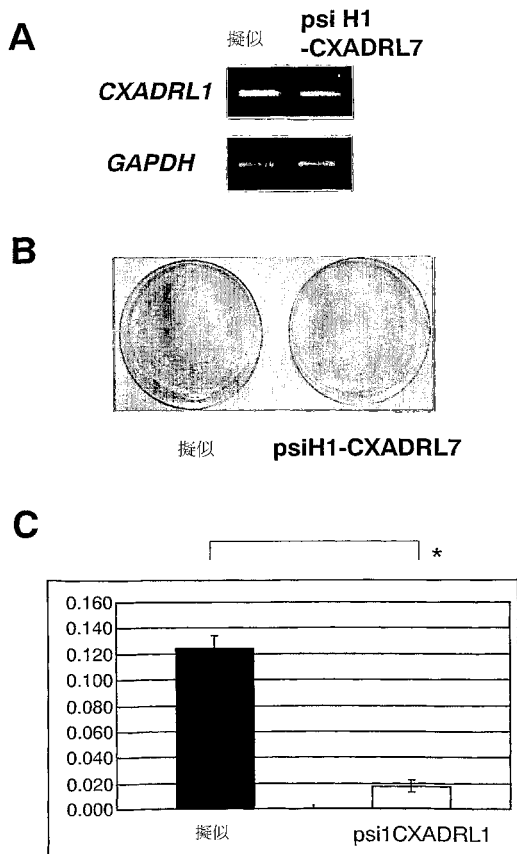 A
擬似
psi H1
-CXADRL7
CXADRL1
GAPDH
B
擬似
psiH1-CXADRL7
C
*
0.160
0.140
0.120
0.100
0.080
0.060
0.040
0.020
0.000
擬似
psi1CXADRL1